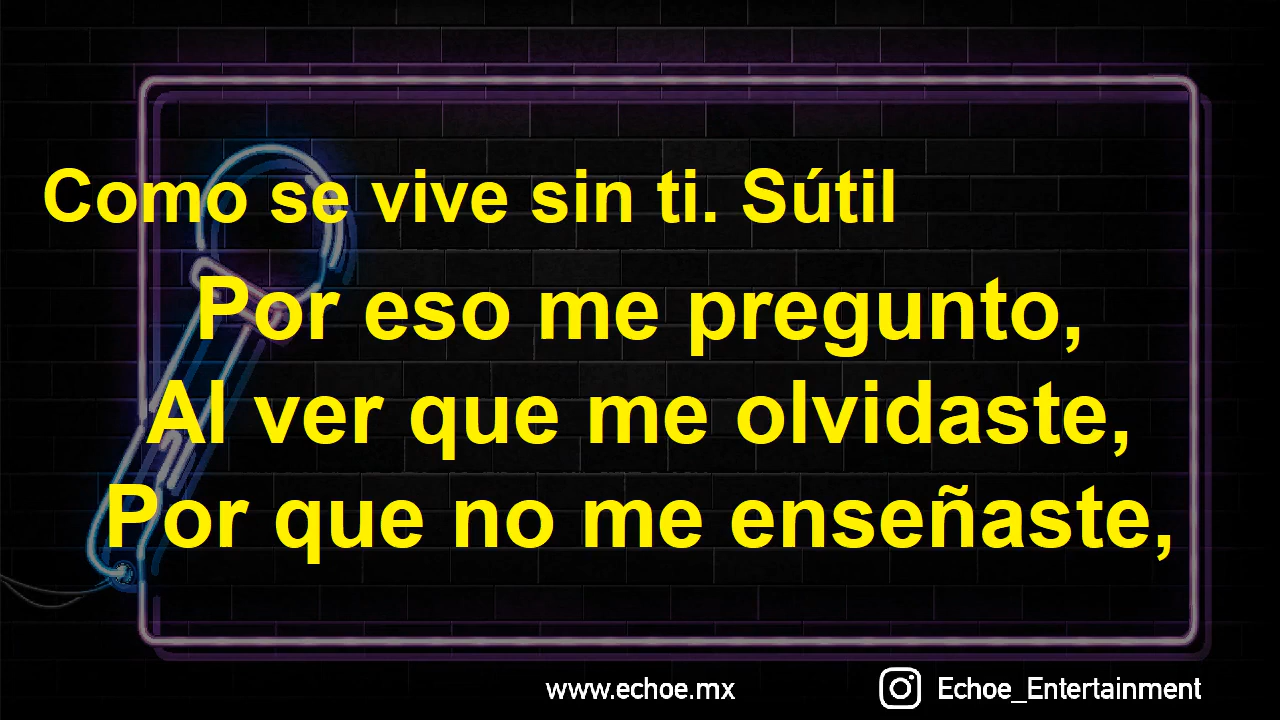 Como se vive sin ti. Sútil
Por eso me pregunto,
Al ver que me olvidaste,
Por que no me enseñaste,
www.echoe.mx
Echoe_Entertainment